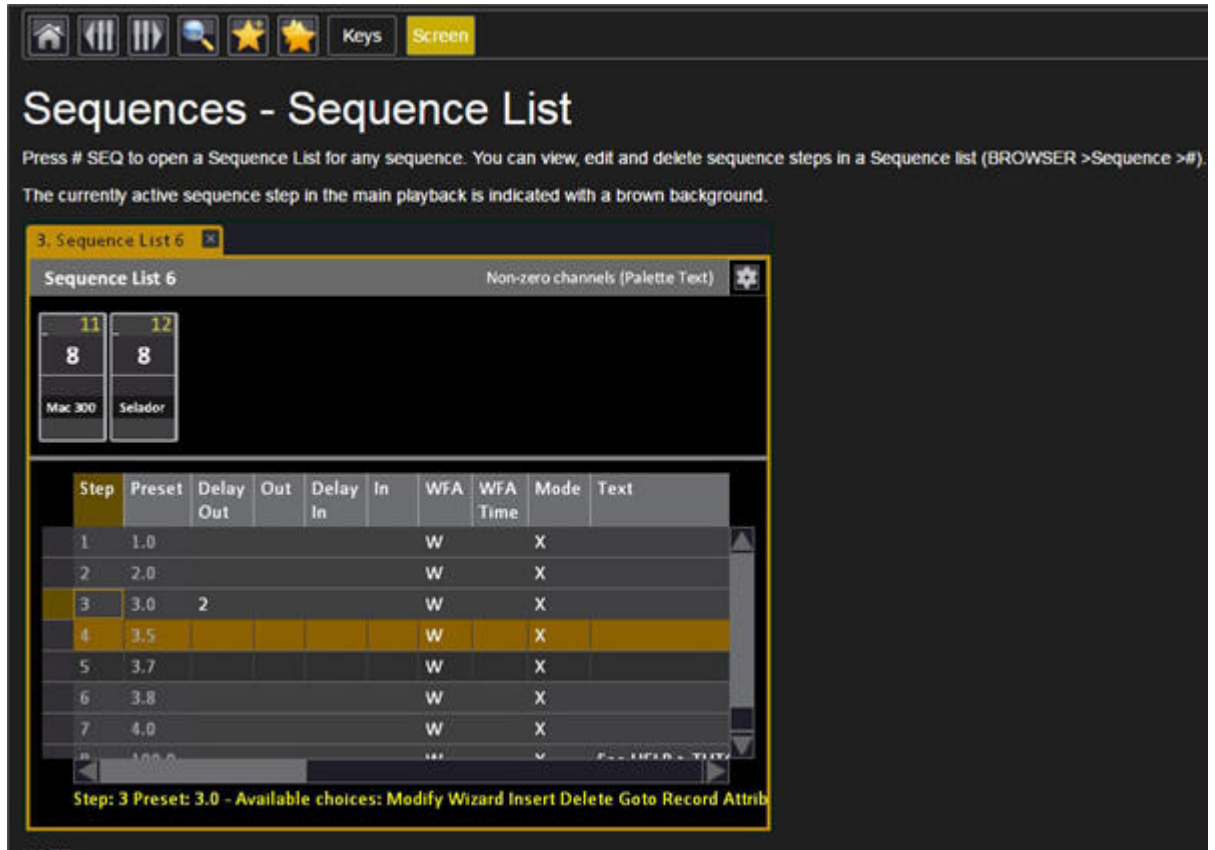 Keys Screen
Sequences - Sequence List
Press # SEQ to open a Sequence List for any sequence. You can view, edit and delete sequence steps in a Sequence list (BROWSER >Sequence >#).
The currently active sequence step in the main playback is indicated with a brown background.
3. Sequence List 6
Sequence List 6 Non-zero channels (Palette Text)
11 12
8 8
Mac 300 Selador
Step Preset Delay Out Out Delay In In WFA WFA Time Mode Text
1 1.0 W X
2 2.0 W X
3 3.0 2 W X
4 3.5 W X
5 3.7 W X
6 3.8 W X
7 4.0 W X
Step: 3 Preset: 3.0 - Available choices: Modify Wizard Insert Delete Goto Record Attrib